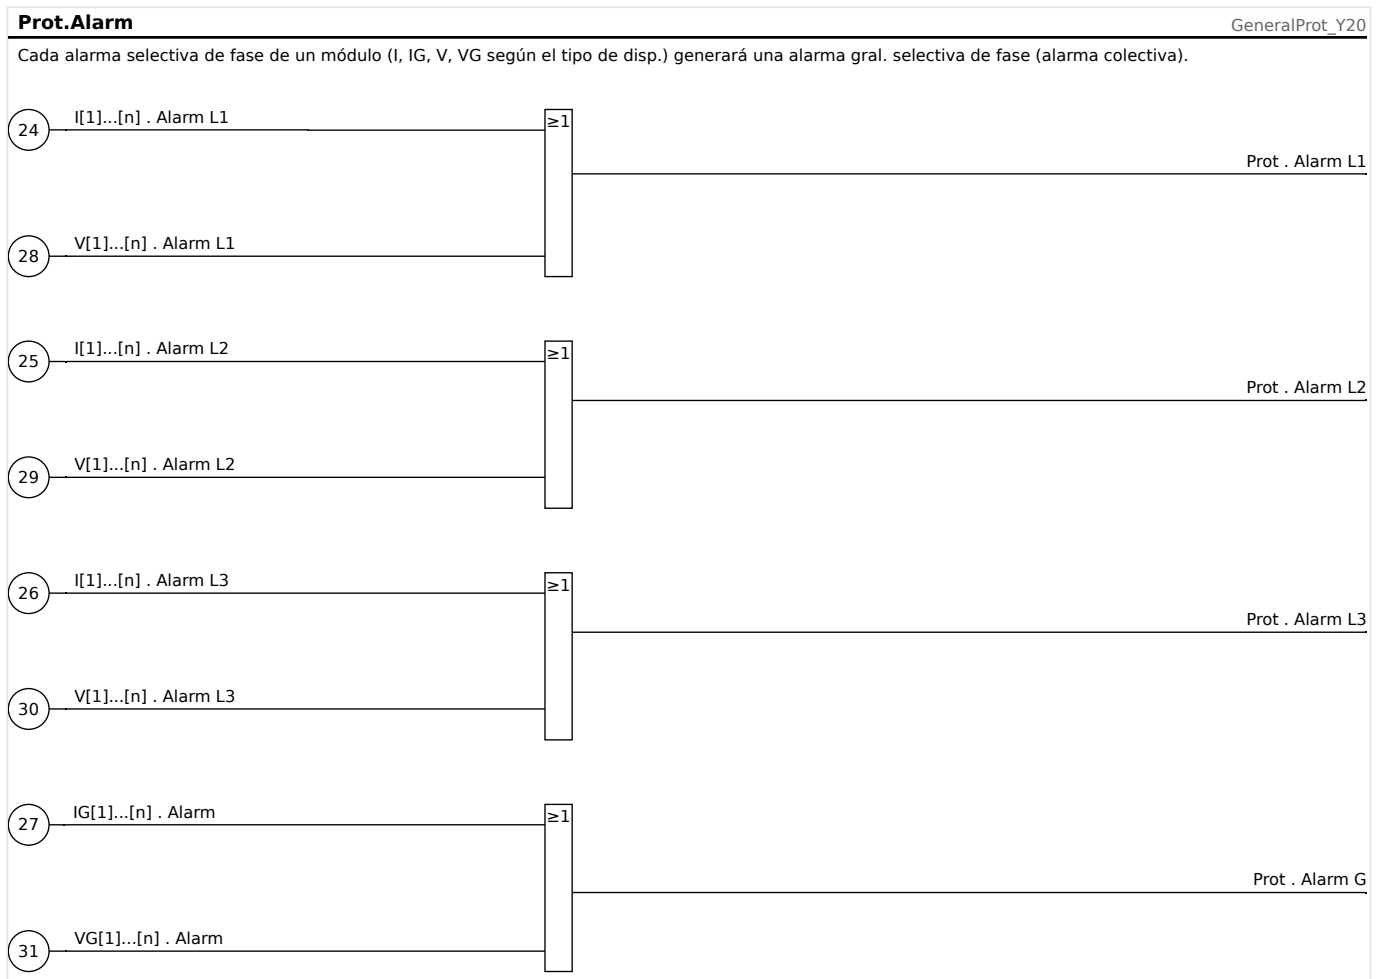 Prot.Alarm
GeneralProt_Y20
Cada alarma selectiva de fase de un módulo (I, IG, V, VG según el tipo de disp.) generará una alarma gral. selectiva de fase (alarma colectiva).
24
I[1]...[n] . Alarm L1
≥1
Prot . Alarm L1
28
V[1]...[n] . Alarm L1
25
I[1]...[n] . Alarm L2
≥1
Prot . Alarm L2
29
V[1]...[n] . Alarm L2
26
I[1]...[n] . Alarm L3
≥1
Prot . Alarm L3
30
V[1]...[n] . Alarm L3
27
IG[1]...[n] . Alarm
≥1
Prot . Alarm G
31
VG[1]...[n] . Alarm